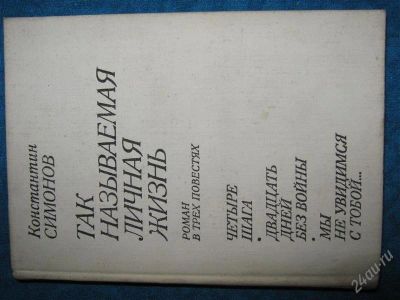 Константин
СИМОНОВ
ТАК
НАЗЫВАЕМАЯ
ЛИЧНАЯ
ЖИЗНЬ
РОМАН
В ТРЕХ ПОВЕСТЯХ
ЧЕТЫРЕ
ШАГА
•
ДВАДЦАТЬ
ДНЕЙ
БЕЗ ВОЙНЫ
•
МЫ
НЕ УВИДИМСЯ
С ТОБОЙ...
24au.ru